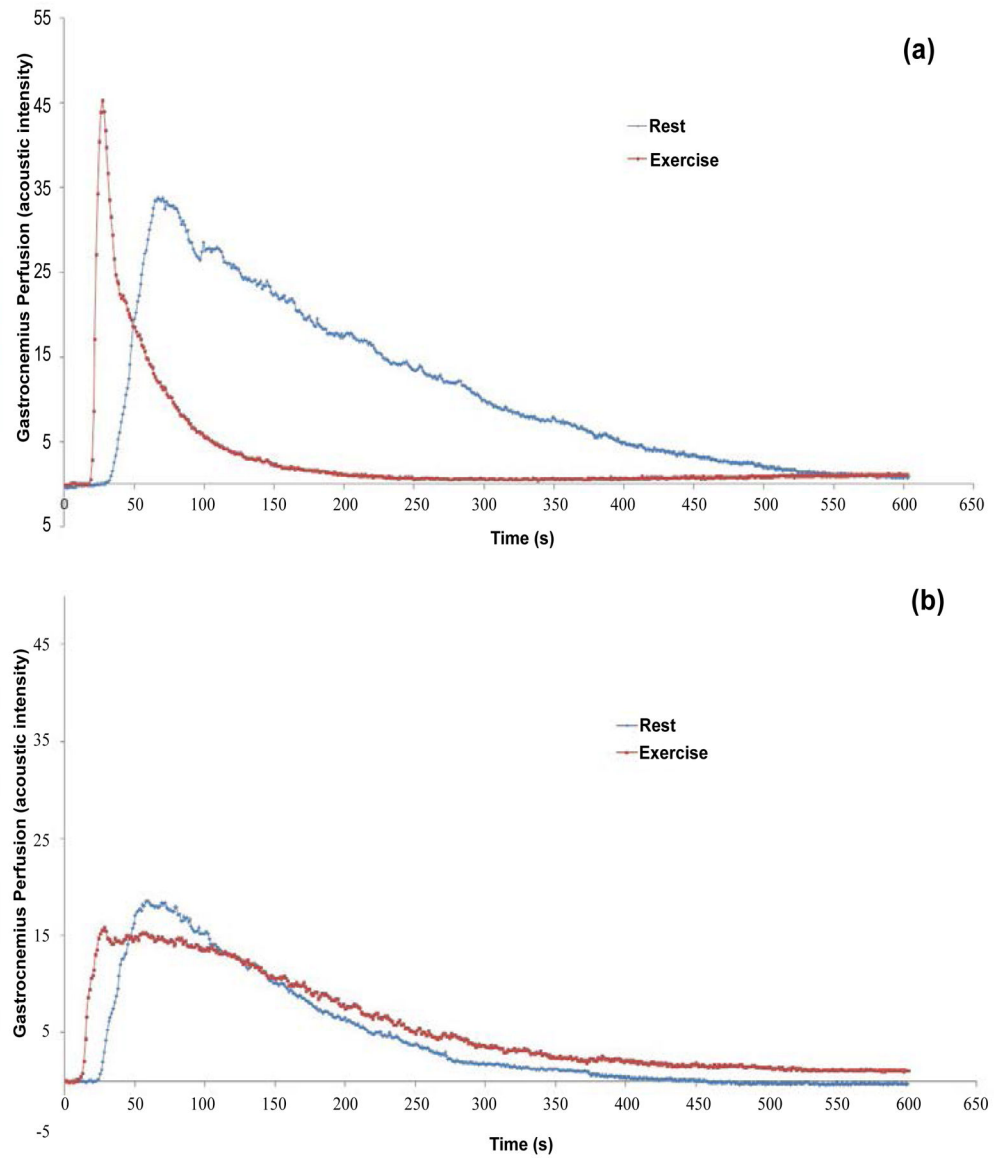 (a)
Gastrocnemius Perfusion (acoustic intensity)
55
45
35
25
15
5
5
Rest
Exercise
0 50 100 150 200 250 300 350 400 450 500 550 600 650
Time (s)
(b)
Gastrocnemius Perfusion (acoustic intensity)
45
35
25
15
5
-5
Rest
Exercise
0 50 100 150 200 250 300 350 400 450 500 550 600 650
Time (s)